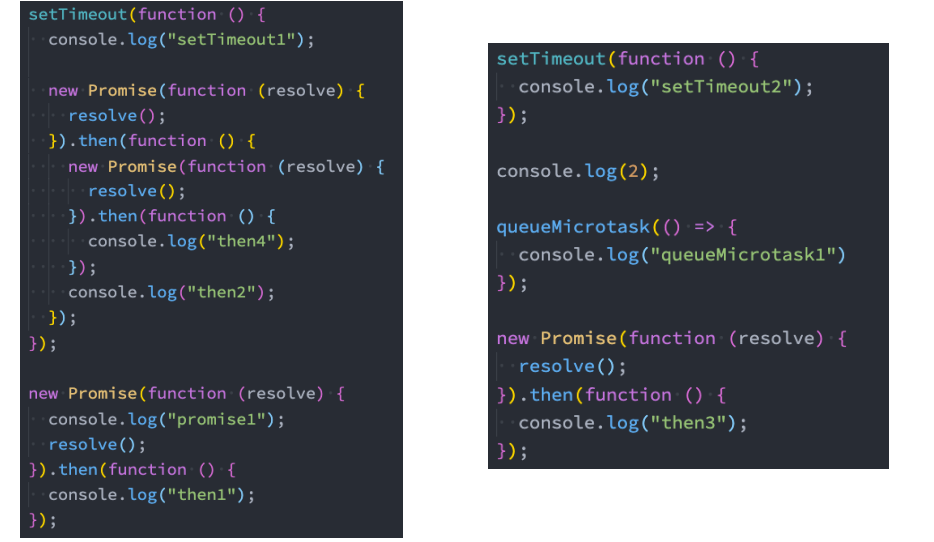 setTimeout(function () {
  console.log("setTimeout1");

  new Promise(function (resolve) {
    resolve();
  }).then(function () {
    new Promise(function (resolve) {
      resolve();
    }).then(function () {
      console.log("then4");
    });
    console.log("then2");
  });
});

new Promise(function (resolve) {
  console.log("promise1");
  resolve();
}).then(function () {
  console.log("then1");
});

setTimeout(function () {
  console.log("setTimeout2");
});

console.log(2);

queueMicrotask(() => {
  console.log("queueMicrotask1")
});

new Promise(function (resolve) {
  resolve();
}).then(function () {
  console.log("then3");
});